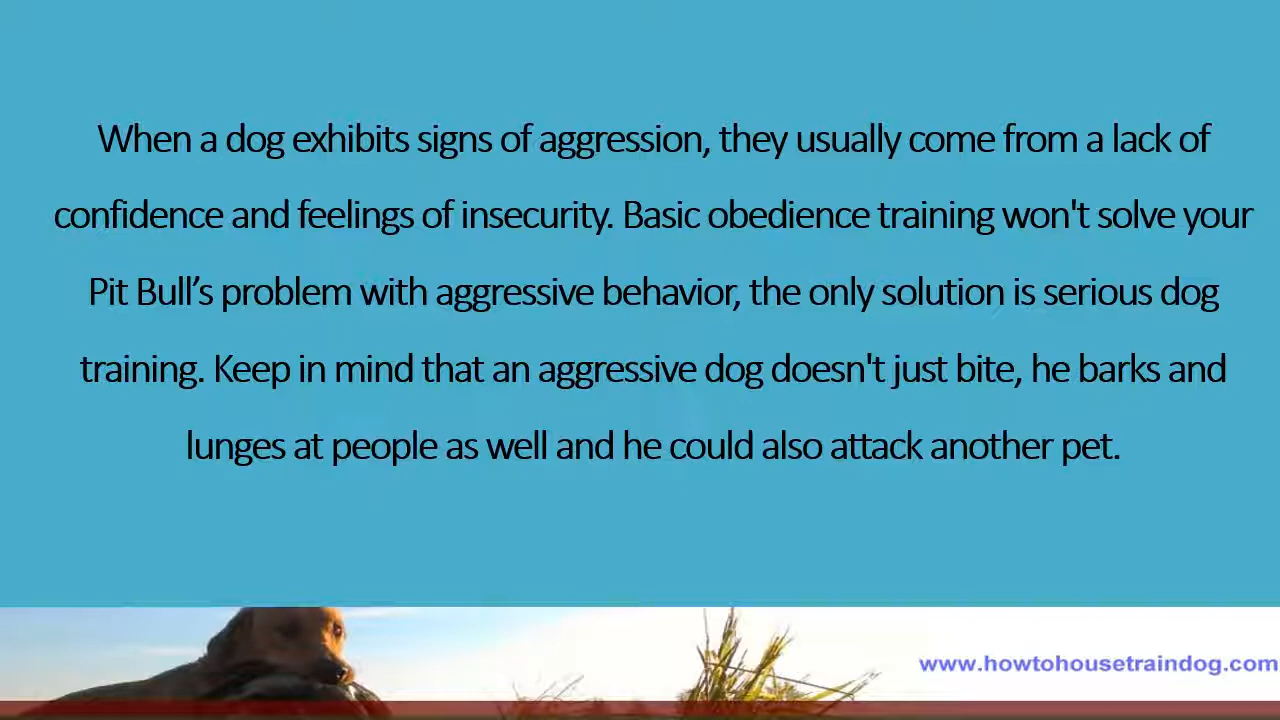 When a dog exhibits signs of aggression, they usually come from a lack of
confidence and feelings of insecurity. Basic obedience training won't solve your
Pit Bull’s problem with aggressive behavior, the only solution is serious dog
training. Keep in mind that an aggressive dog doesn't just bite, he barks and
lunges at people as well and he could also attack another pet.
www.howtohousetraindog.com